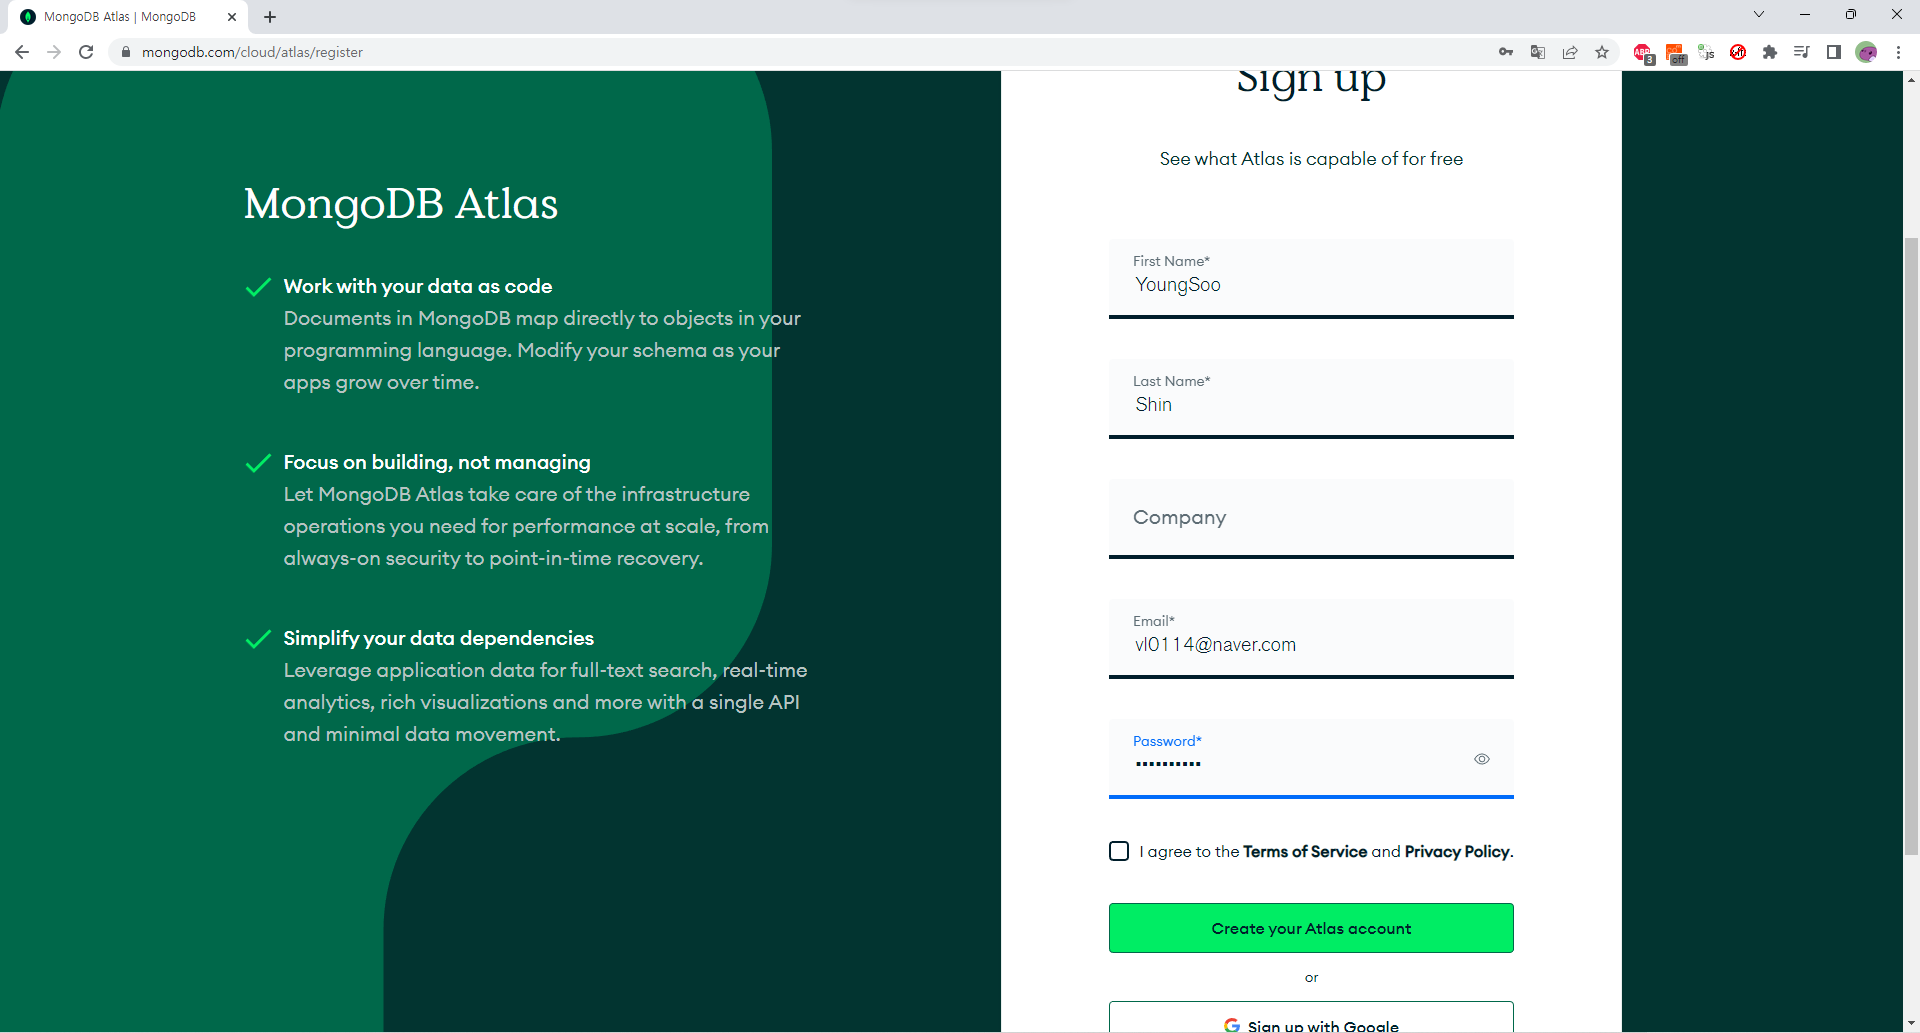 MongoDB Atlas | MongoDB
mongodb.com/cloud/atlas/register
ABP
3
off
js
MongoDB Atlas
Work with your data as code
Documents in MongoDB map directly to objects in your
programming language. Modify your schema as your
apps grow over time.
Focus on building, not managing
Let MongoDB Atlas take care of the infrastructure
operations you need for performance at scale, from
always-on security to point-in-time recovery.
Simplify your data dependencies
Leverage application data for full-text search, real-time
analytics, rich visualizations and more with a single API
and minimal data movement.
Sign up
See what Atlas is capable of for free
First Name*
YoungSoo
Last Name*
Shin
Company
Email*
vl0114@naver.com
Password*
••••••••••
I agree to the Terms of Service and Privacy Policy.
Create your Atlas account
or
Sign up with Google